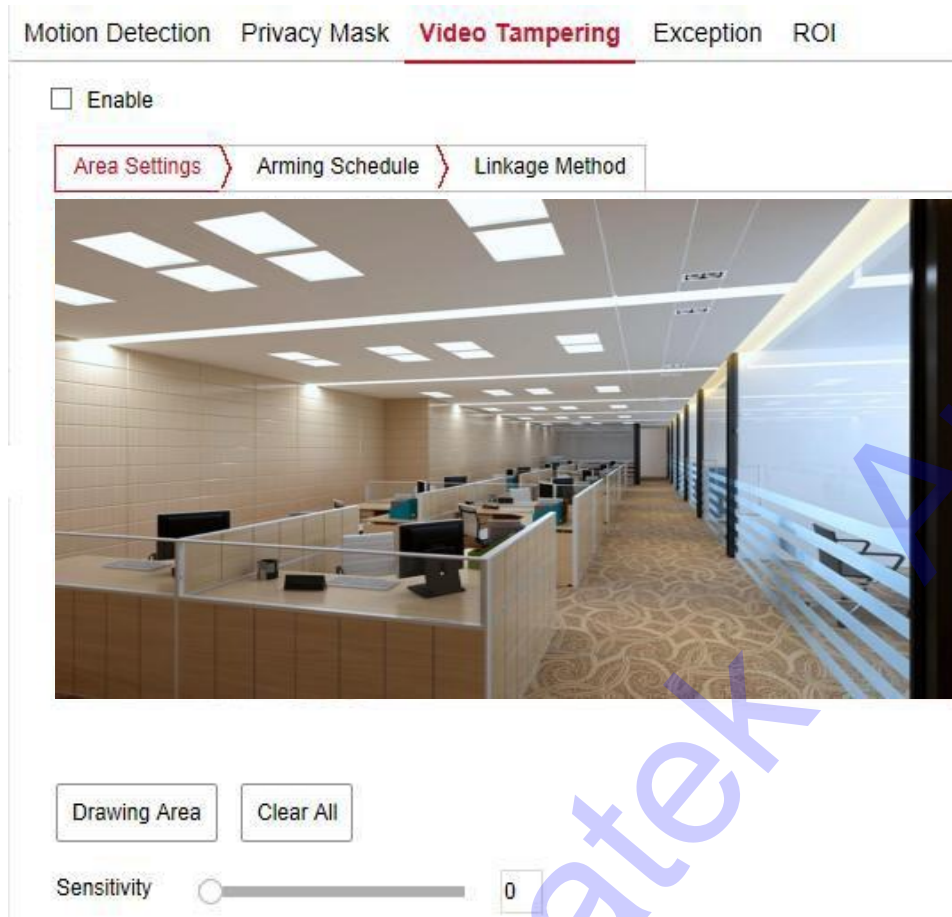 Motion Detection Privacy Mask Video Tampering Exception ROI
Enable
Area Settings Arming Schedule Linkage Method
Drawing Area Clear All
Sensitivity 0
atek A